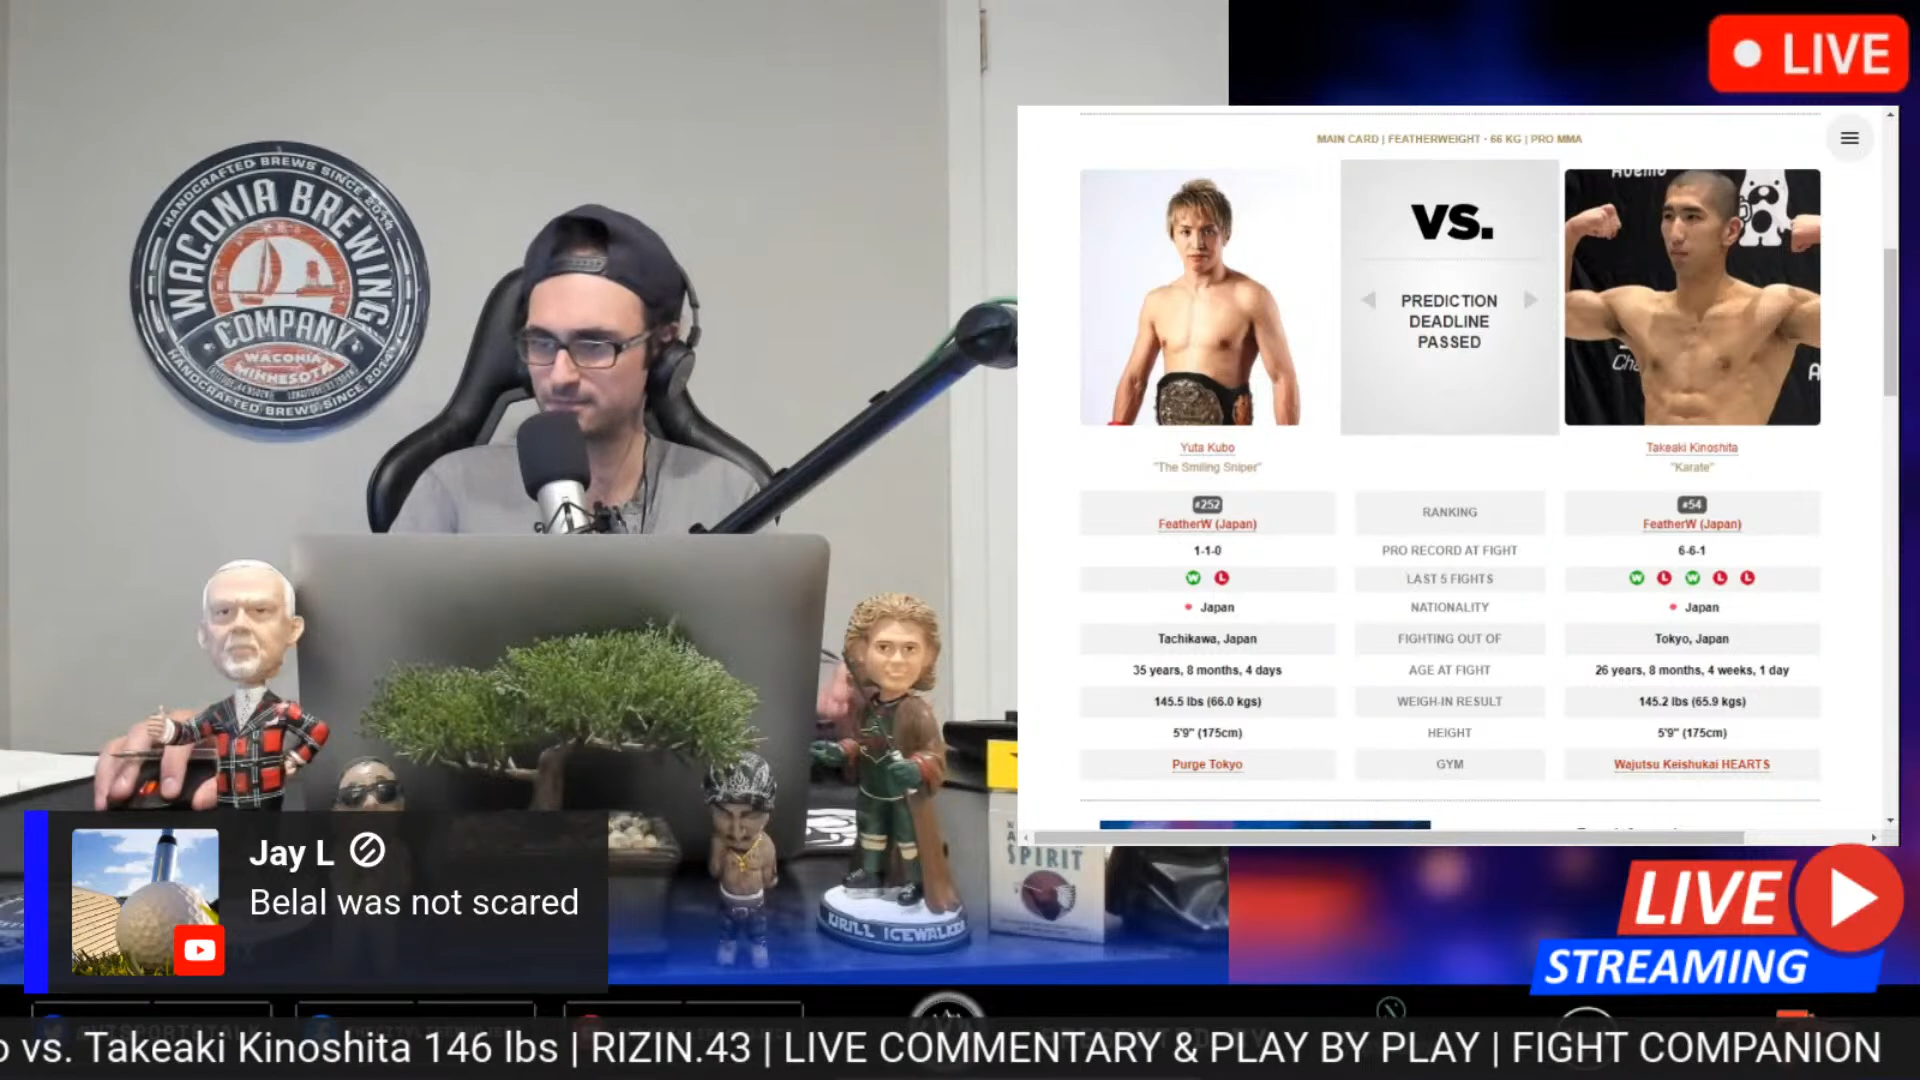 LIVE
MAIN CARD | FEATHERWEIGHT · 66 KG | PRO MMA
VS.
PREDICTION
DEADLINE
PASSED
Yuta Kubo
"The Smiling Sniper"
Takeaki Kinoshita
"Karate"
#252
FeatherW (Japan)
RANKING
#54
FeatherW (Japan)
1-1-0
PRO RECORD AT FIGHT
6-6-1
W L
LAST 5 FIGHTS
W L W L L
Japan
NATIONALITY
Japan
Tachikawa, Japan
FIGHTING OUT OF
Tokyo, Japan
35 years, 8 months, 4 days
AGE AT FIGHT
26 years, 8 months, 4 weeks, 1 day
145.5 lbs (66.0 kgs)
WEIGH-IN RESULT
145.2 lbs (65.9 kgs)
5'9" (175cm)
HEIGHT
5'9" (175cm)
Purge Tokyo
GYM
Wajutsu Keishukai HEARTS
HANDCRAFTED BREWS SINCE 2014
WACONIA BREWING
COMPANY
WACONIA
MINNESOTA
HANDCRAFTED BREWS SINCE 2014
KIRILL ICEWALKER
SPIRIT
Jay L
Belal was not scared
LIVE
STREAMING
o vs. Takeaki Kinoshita 146 lbs | RIZIN.43 | LIVE COMMENTARY & PLAY BY PLAY | FIGHT COMPANION